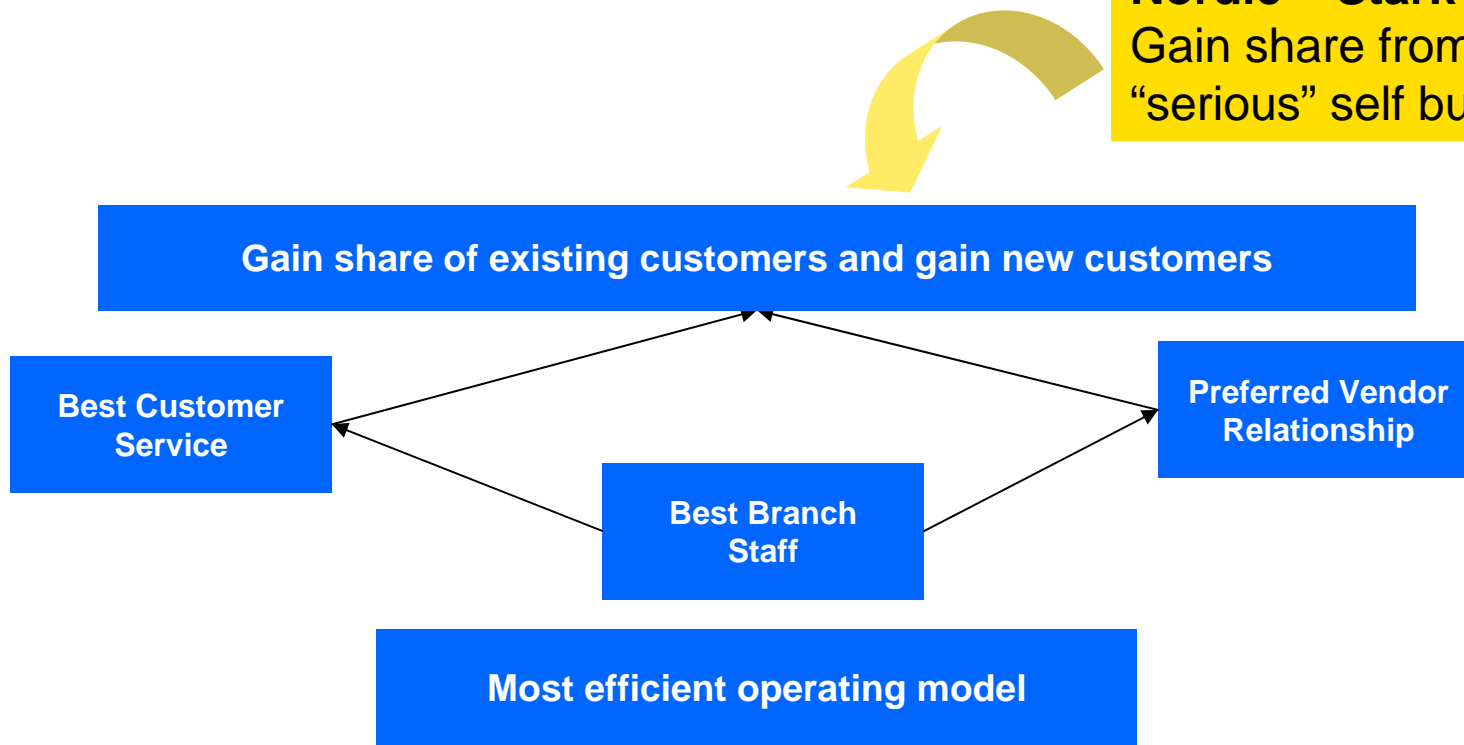 Gain share from
“serious” self
Gain share of existing customers and gain new customers
Best Customer
Service
Preferred Vendor
Relationship
Best Branch
Staff
Most efficient operating model